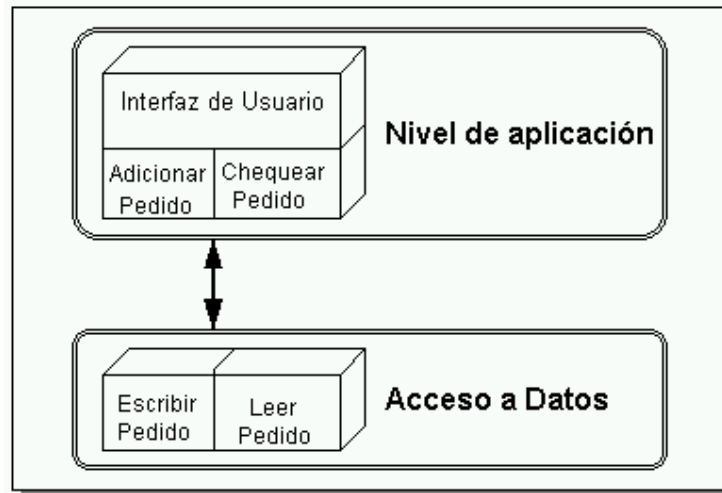 Interfaz de Usuario
Adicionar
Pedido
Chequear
Pedido
Nivel de aplicación
Escribir
Pedido
Leer
Pedido
Acceso a Datos